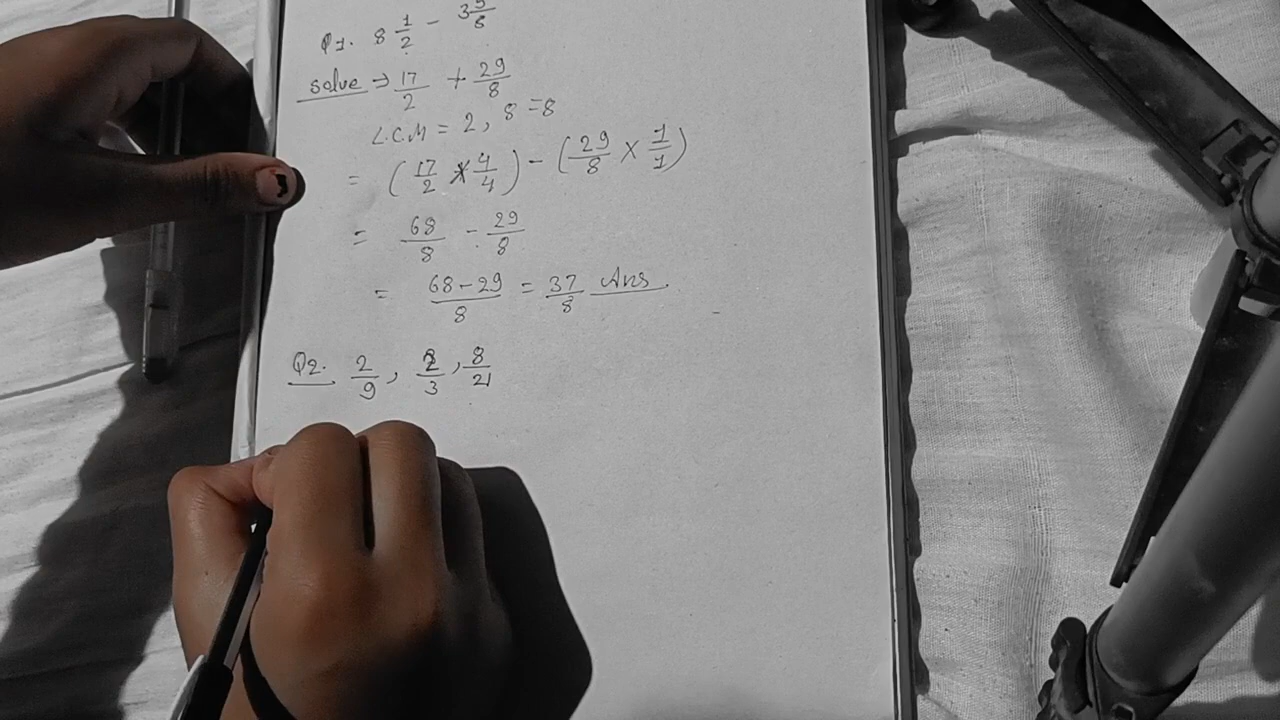 Q1. 8 1/2 - 3 5/8
Solve → 17/2 + 29/8
L.C.M = 2, 8 = 8
= (17/2 × 4/4) - (29/8 × 1/1)
= 68/8 - 29/8
= 68-29/8 = 37/8 Ans.
Q2. 2/9, 2/3, 8/21